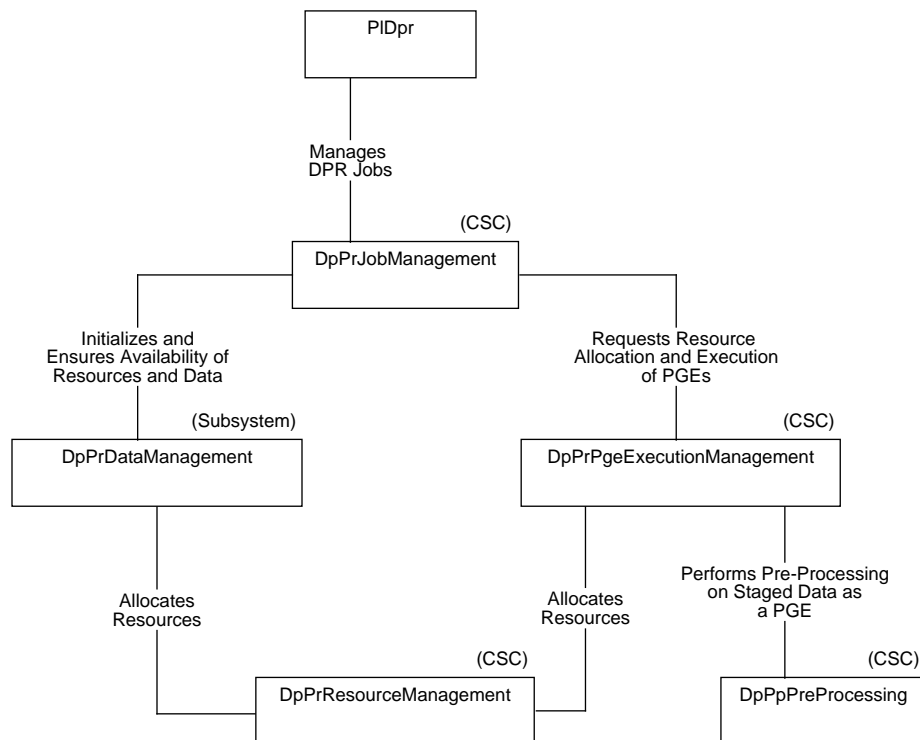 PlDpr
Manages
DPR Jobs
(CSC)
DpPrJobManagement
Initializes and
Ensures Availability of
Resources and Data
Requests Resource
Allocation and Execution
of PGEs
(Subsystem)
DpPrDataManagement
(CSC)
DpPrPgeExecutionManagement
Allocates
Resources
Allocates
Resources
Performs Pre-Processing
on Staged Data as
a PGE
(CSC)
DpPrResourceManagement
(CSC)
DpPpPreProcessing